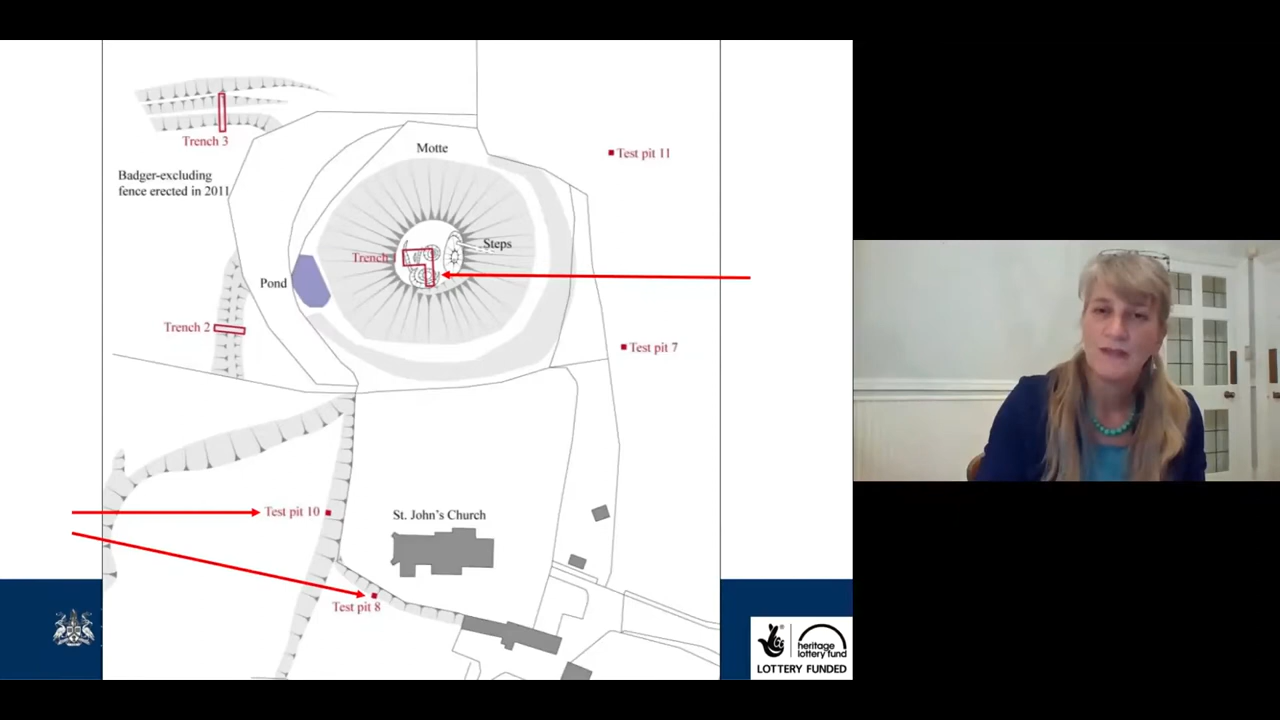 Motte
Test pit 11
Trench 3
Badger-excluding
fence erected in 2011
Steps
Trench
Pond
Trench 2
Test pit 7
Test pit 10
St. John's Church
Test pit 8
heritage
lottery fund
LOTTERY FUNDED